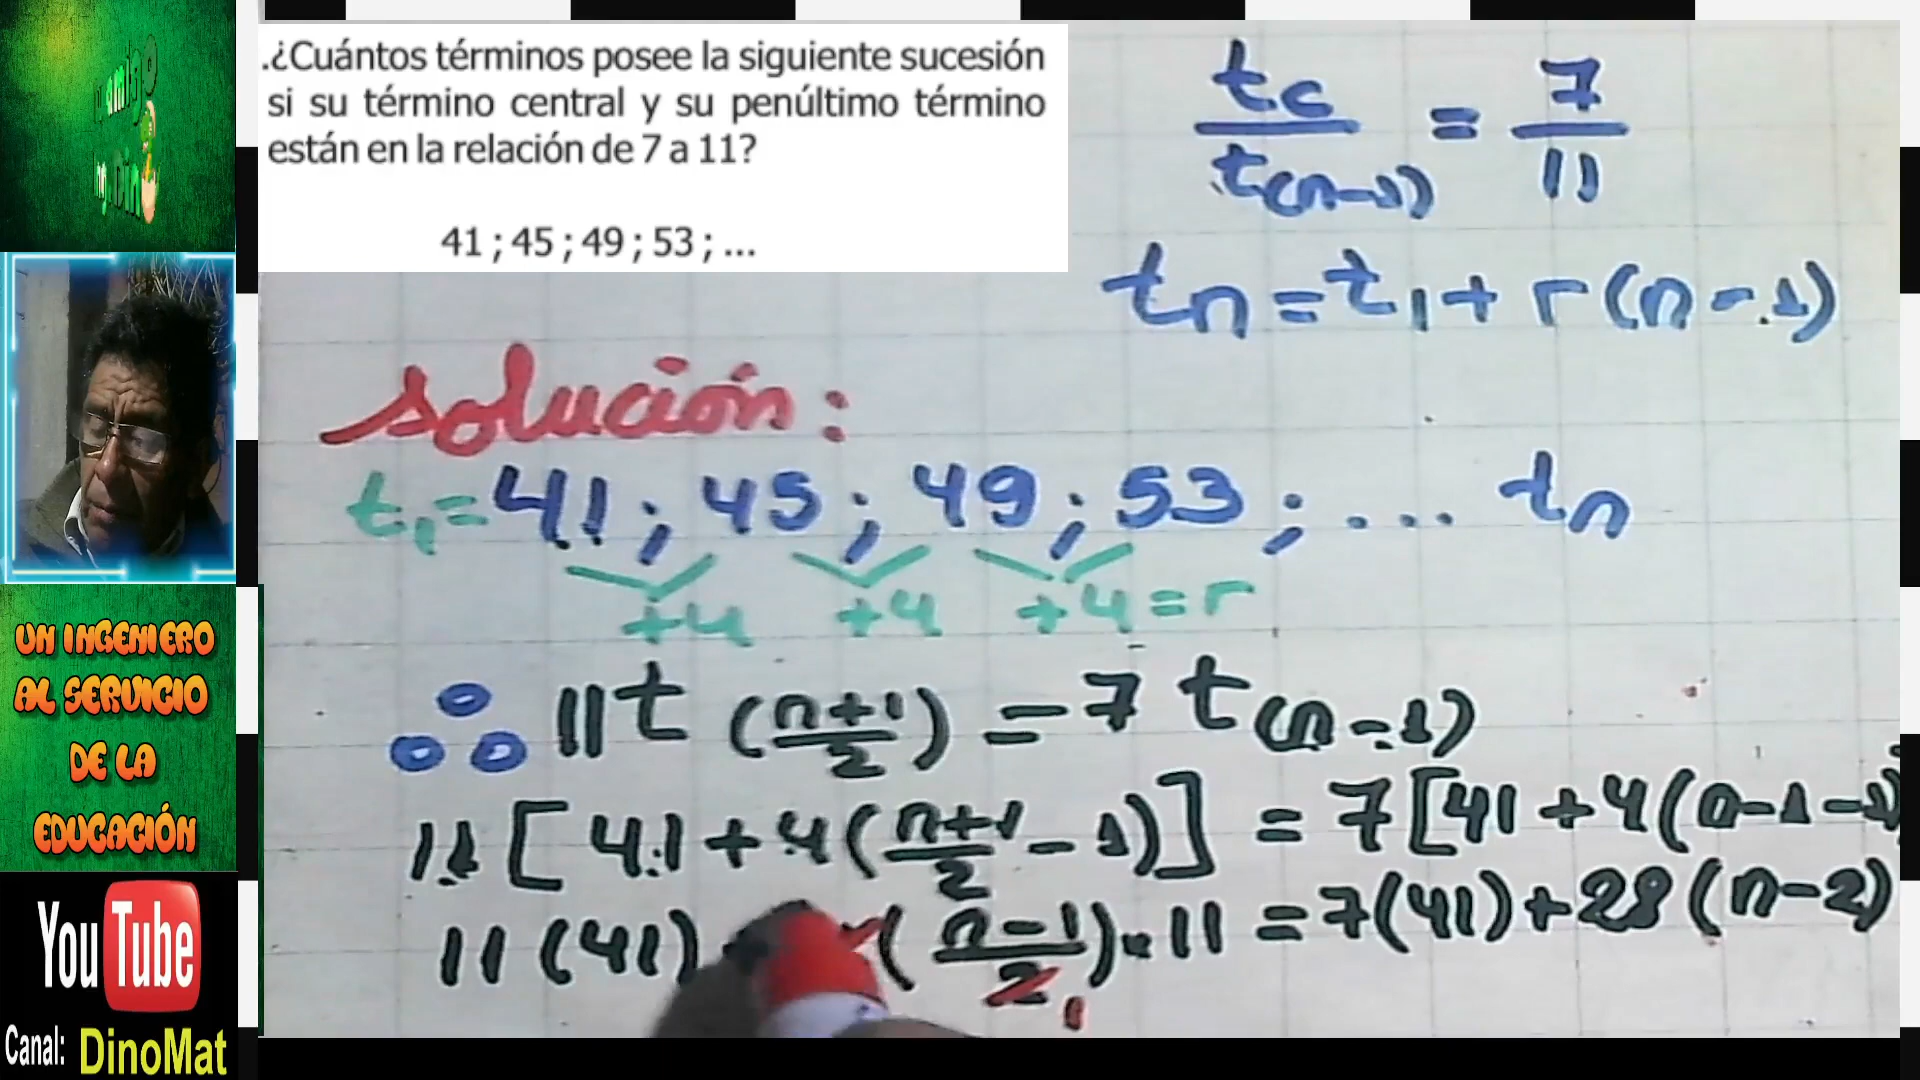 .¿Cuántos términos posee la siguiente sucesión
si su término central y su penúltimo término
están en la relación de 7 a 11?
41 ; 45 ; 49 ; 53 ; ...
tc / t(n-1) = 7 / 11
tn = t1 + r (n-1)
Solución :
t1 = 41 ; 45 ; 49 ; 53 ; ... tn
+4 +4 +4 = r
∴ 11 t ((n+1)/2) = 7 t (n-1)
11 [ 41 + 4 ( (n+1)/2 - 1 ) ] = 7 [ 41 + 4 ( n-1-1
11 (41) ( (n-1)/2 ) · 11 = 7(41) + 28 (n-2)
1
UN INGENIERO
AL SERVICIO
DE LA
EDUCACIÓN
YouTube
Canal: DinoMat